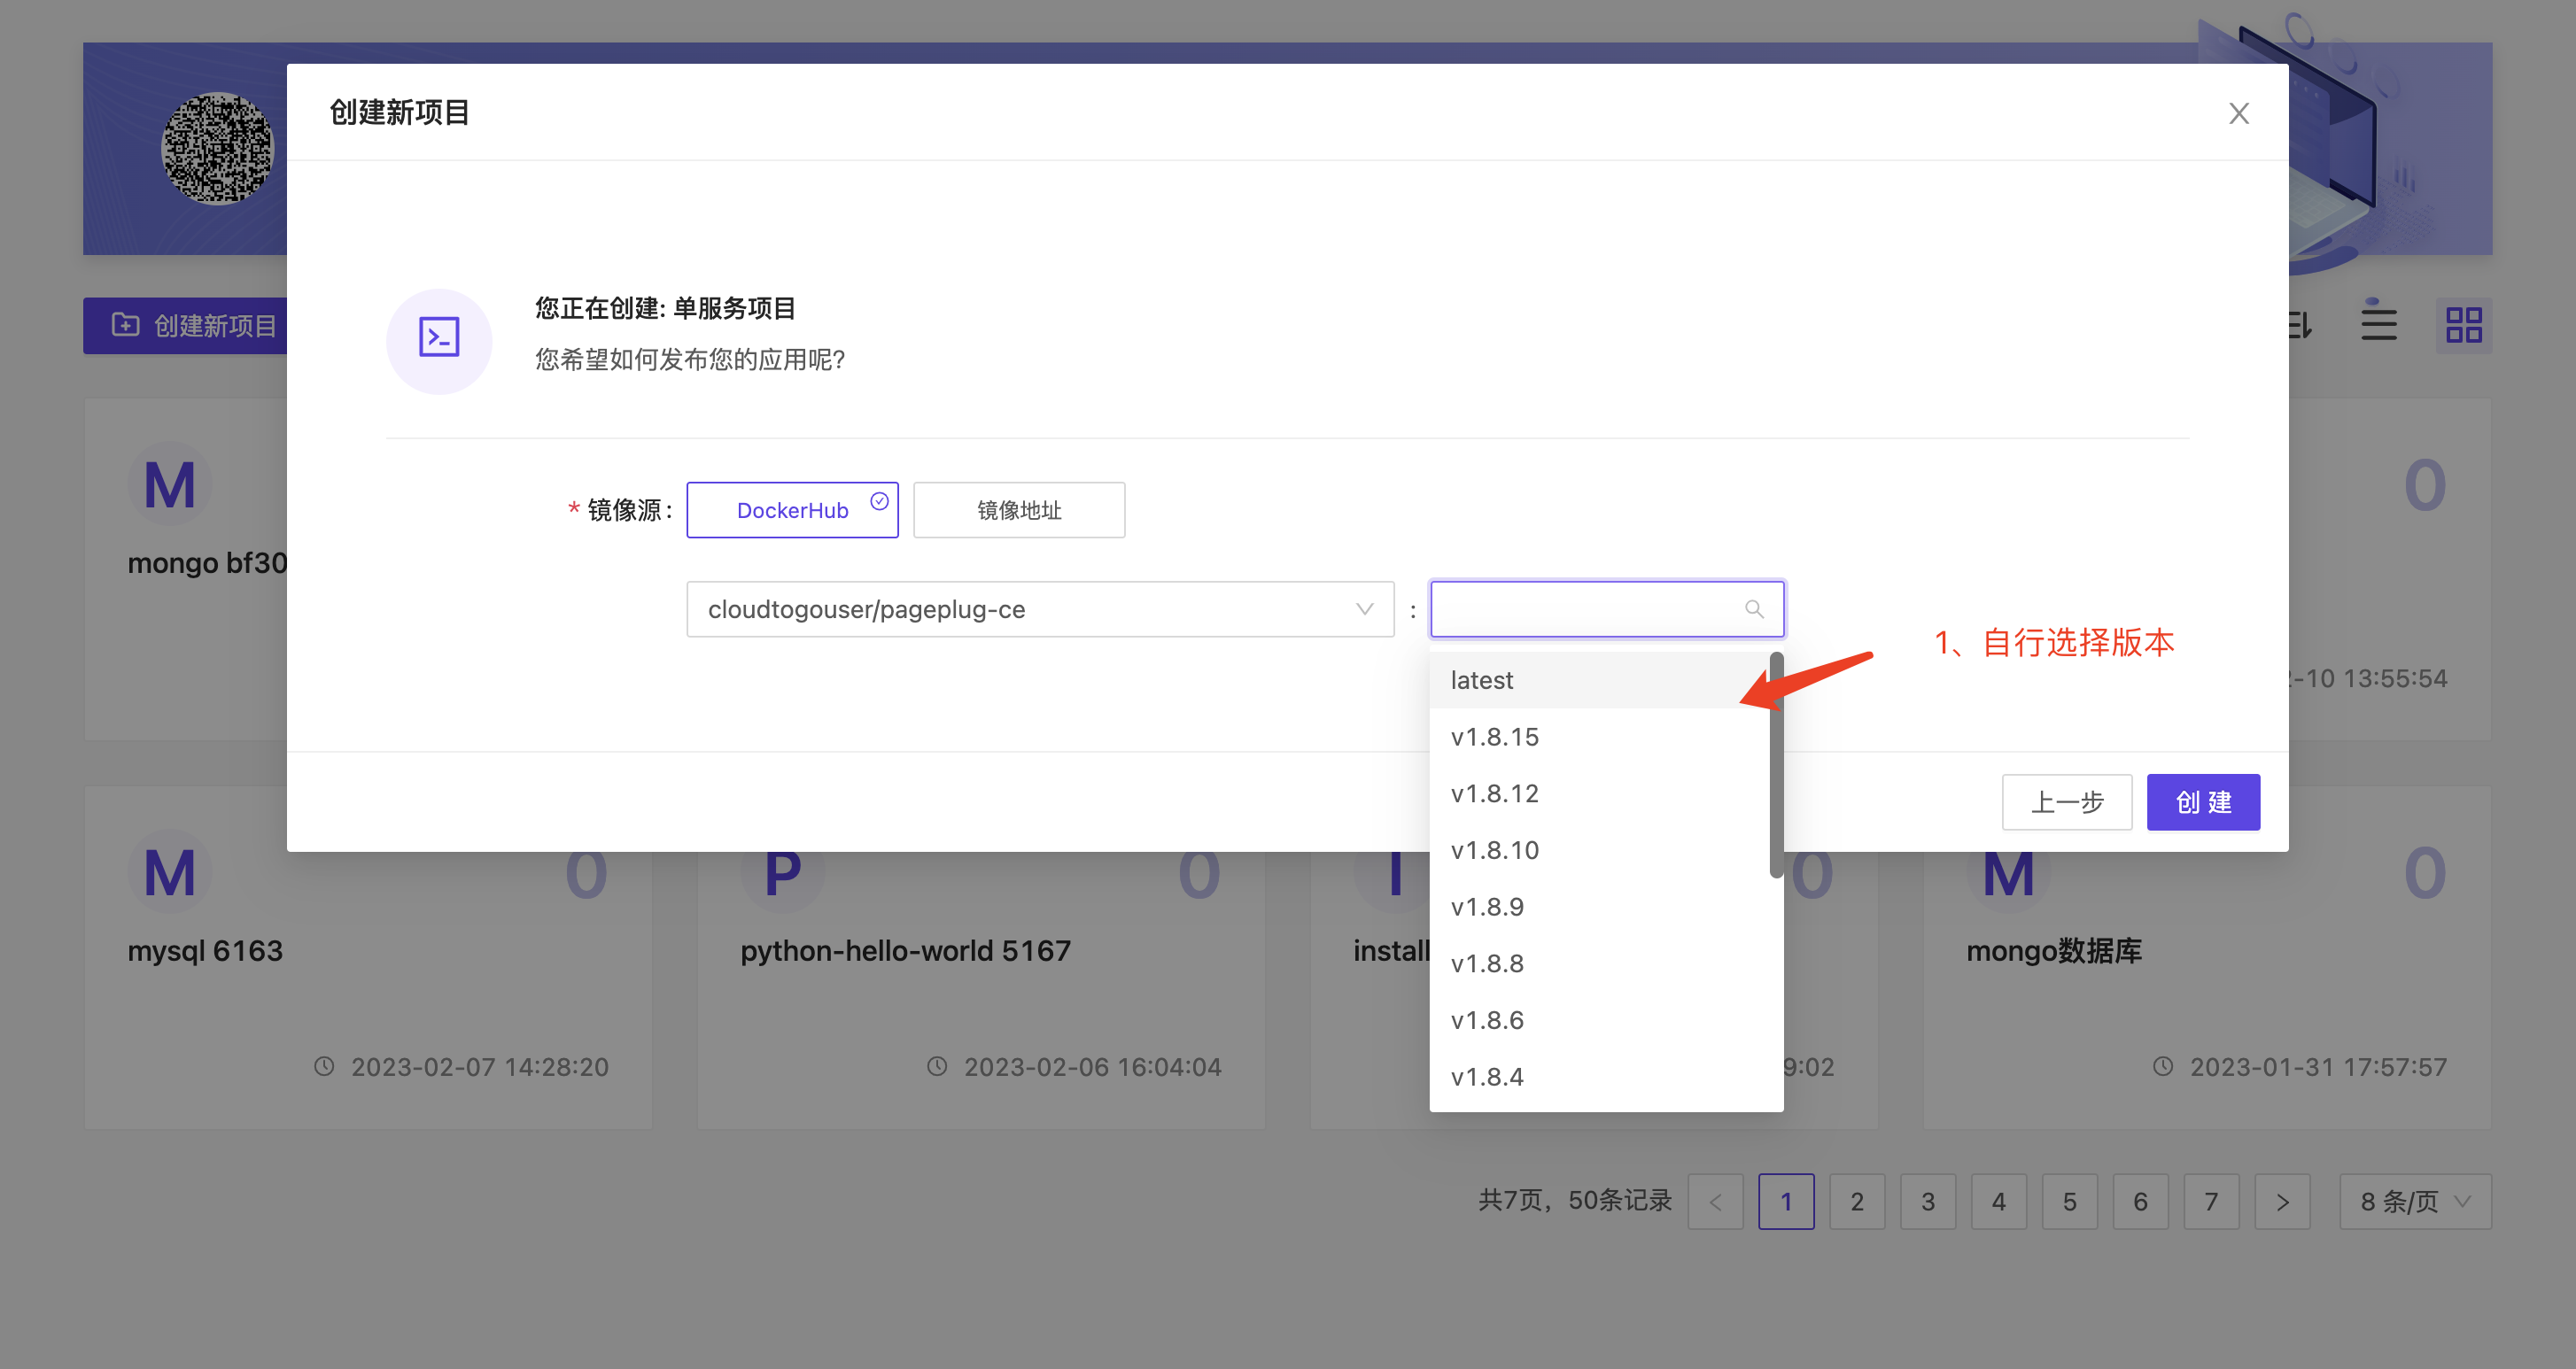 创建新项目
您正在创建: 单服务项目
您希望如何发布您的应用呢?
* 镜像源:
DockerHub
镜像地址
cloudtogouser/pageplug-ce
:
1、自行选择版本
latest
v1.8.15
v1.8.12
v1.8.10
v1.8.9
v1.8.8
v1.8.6
v1.8.4
上一步
创 建
创建新项目
M
mongo bf30
0
-10 13:55:54
M
0
mysql 6163
2023-02-07 14:28:20
P
0
python-hello-world 5167
2023-02-06 16:04:04
I
0
install
9:02
M
0
mongo数据库
2023-01-31 17:57:57
共7页，50条记录
<
1
2
3
4
5
6
7
>
8 条/页